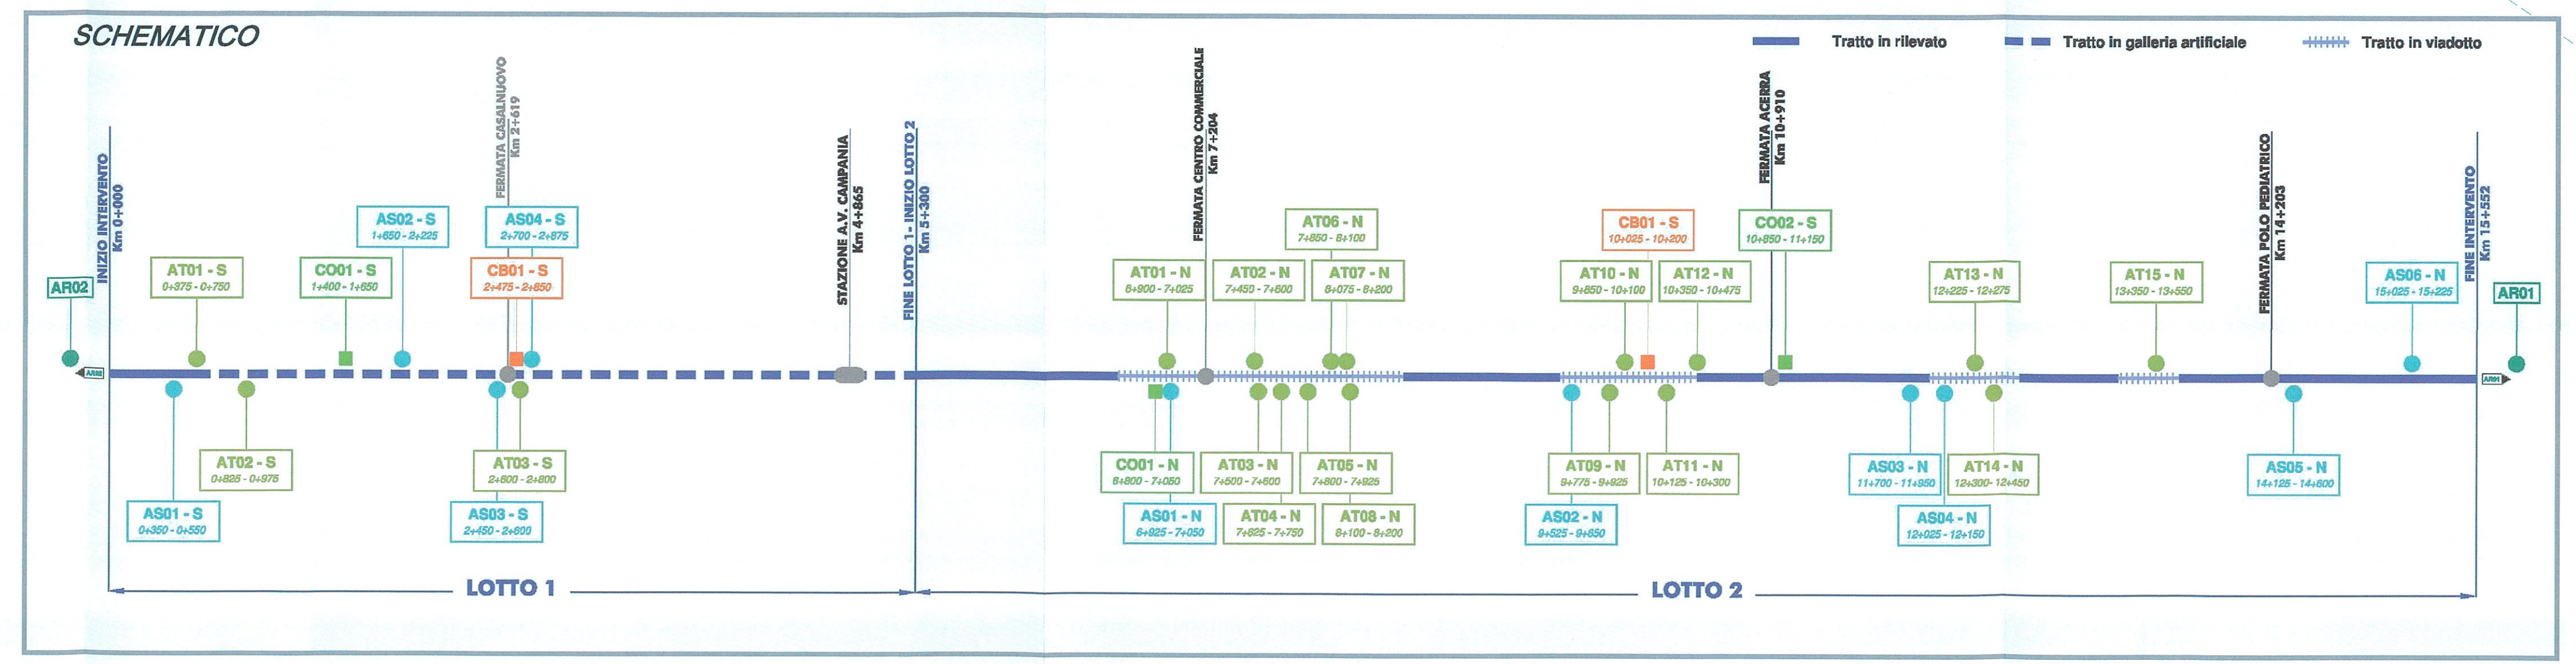 SCHEMATICO
Tratto in rilevato
Tratto in galleria artificiale
Tratto in viadotto
INIZIO INTERVENTO
Km 0+000
FERMATA CASALNUOVO
Km 2+619
STAZIONE A.V. CAMPANIA
Km 4+865
FINE LOTTO 1 - INIZIO LOTTO 2
Km 5+300
FERMATA CENTRO COMMERCIALE
Km 7+204
FERMATA ACERRA
Km 10+910
FERMATA POLO PEDIATRICO
Km 14+203
FINE INTERVENTO
Km 15+552
AS02 - S
1+650 - 2+225
AS04 - S
2+700 - 2+875
AT06 - N
7+850 - 8+100
CB01 - S
10+025 - 10+200
CO02 - S
10+850 - 11+150
AR02
AT01 - S
0+375 - 0+750
CO01 - S
1+400 - 1+650
CB01 - S
2+475 - 2+850
AT01 - N
6+900 - 7+025
AT02 - N
7+450 - 7+600
AT07 - N
8+075 - 8+200
AT10 - N
9+850 - 10+100
AT12 - N
10+350 - 10+475
AT13 - N
12+225 - 12+275
AT15 - N
13+350 - 13+550
AS06 - N
15+025 - 15+225
AR01
AR02
AR01
AT02 - S
0+825 - 0+975
AT03 - S
2+600 - 2+800
CO01 - N
6+800 - 7+050
AT03 - N
7+500 - 7+600
AT05 - N
7+800 - 7+925
AT09 - N
9+775 - 9+925
AT11 - N
10+125 - 10+300
AS03 - N
11+700 - 11+950
AT14 - N
12+300 - 12+450
AS05 - N
14+125 - 14+600
AS01 - S
0+350 - 0+550
AS03 - S
2+450 - 2+600
AS01 - N
6+925 - 7+050
AT04 - N
7+625 - 7+750
AT08 - N
8+100 - 8+200
AS02 - N
9+525 - 9+650
AS04 - N
12+025 - 12+150
LOTTO 1
LOTTO 2